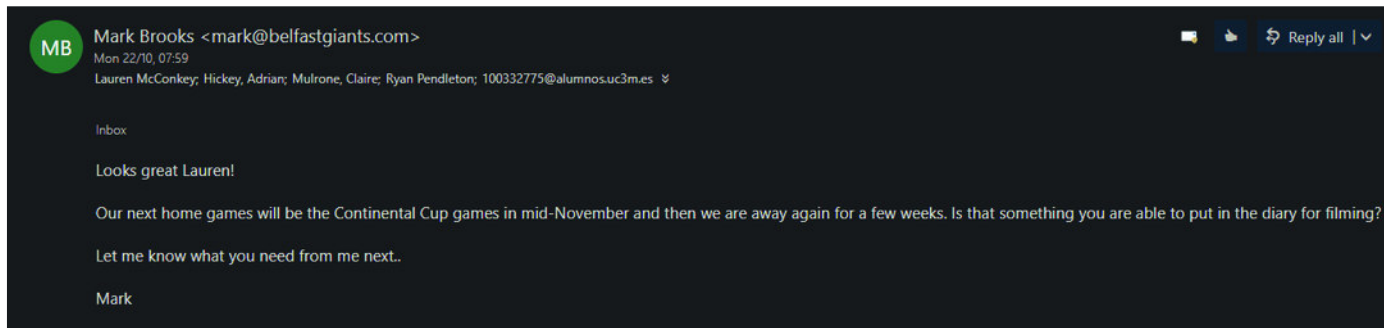 MB
Mark Brooks <mark@belfastgiants.com>
Reply all
Mon 22/10, 07:59
Lauren McConkey; Hickey, Adrian; Mulrone, Claire; Ryan Pendleton; 100332775@alumnos.uc3m.es
Inbox
Looks great Lauren!
Our next home games will be the Continental Cup games in mid-November and then we are away again for a few weeks. Is that something you are able to put in the diary for filming?
Let me know what you need from me next..
Mark